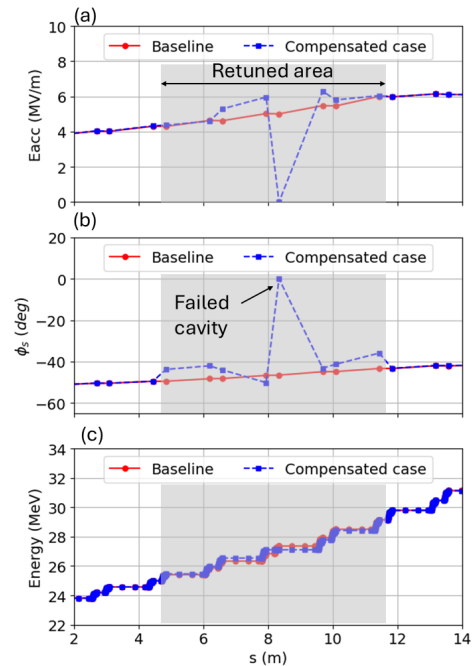 (a)
10
Baseline
Compensated case
Retuned area
8
6
4
2
0
Eacc (MV/m)
(b)
20
Baseline
Compensated case
0
Failed
cavity
−20
−40
−60
ϕs (deg)
(c)
34
Baseline
Compensated case
32
30
28
26
24
22
Energy (MeV)
2 4 6 8 10 12 14
s (m)